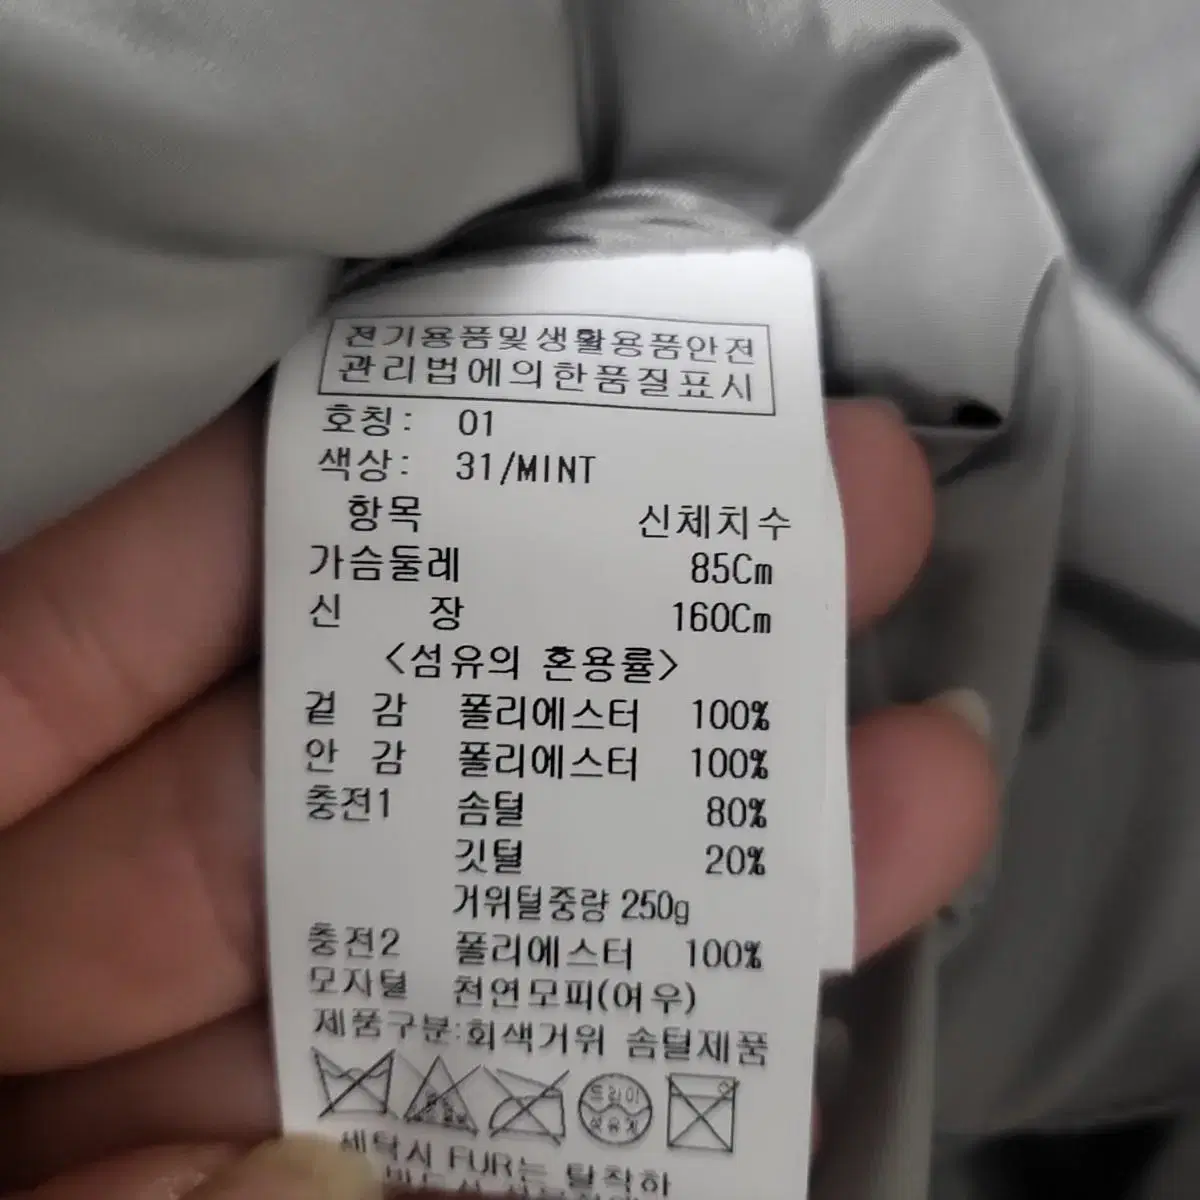 전기용품및생활용품안전
관리법에의한품질표시
호칭: 01
색상: 31/MINT
항목 신체치수
가슴둘레 85Cm
신 장 160Cm
<섬유의 혼용률>
겉 감 폴리에스터 100%
안 감 폴리에스터 100%
충전1 솜털 80%
깃털 20%
거위털중량 250g
충전2 폴리에스터 100%
모자털 천연모피(여우)
제품구분:회색거위 솜털제품
드라이
석유계
세탁시 FUR는 탈착하